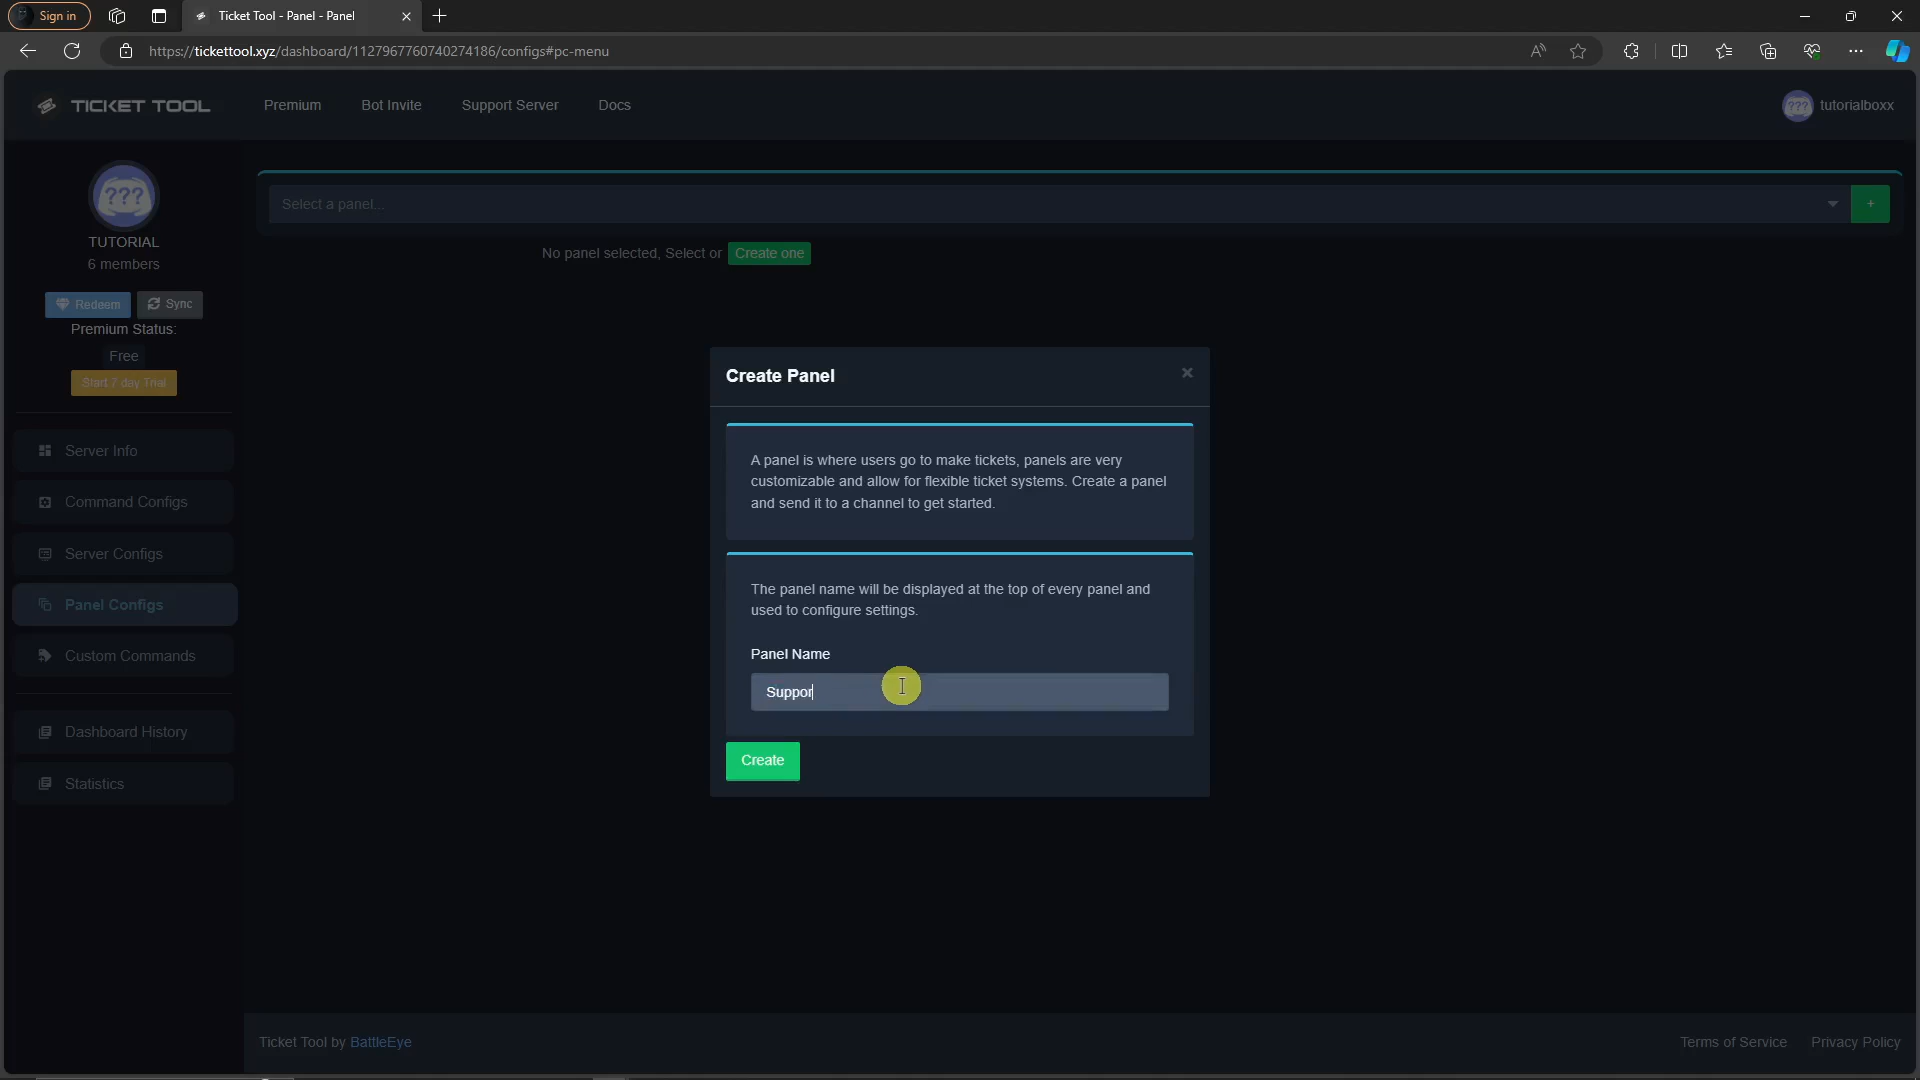 Sign in
Ticket Tool - Panel - Panel
https://tickettool.xyz/dashboard/1127967760740274186/configs#pc-menu
TICKET TOOL
Premium
Bot Invite
Support Server
Docs
???
tutorialboxx
???
TUTORIAL
6 members
Redeem
Sync
Premium Status:
Free
Start 7 day Trial
Server Info
Command Configs
Server Configs
Panel Configs
Custom Commands
Dashboard History
Statistics
Select a panel...
+
No panel selected, Select or Create one
Create Panel
A panel is where users go to make tickets, panels are very
customizable and allow for flexible ticket systems. Create a panel
and send it to a channel to get started.
The panel name will be displayed at the top of every panel and
used to configure settings.
Panel Name
Suppor
Create
Ticket Tool by BattleEye
Terms of Service
Privacy Policy